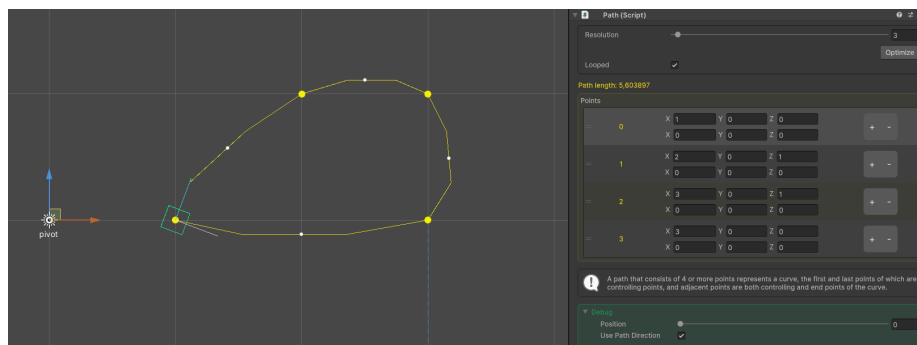 Path (Script)
Resolution 3
Optimize
Looped
Path length: 5,603897
Points
0 X 1 Y 0 Z 0 + -
X 0 Y 0 Z 0
1 X 2 Y 0 Z 1 + -
X 0 Y 0 Z 0
2 X 3 Y 0 Z 1 + -
X 0 Y 0 Z 0
3 X 3 Y 0 Z 0 + -
X 0 Y 0 Z 0
A path that consists of 4 or more points represents a curve, the first and last points of which are
controlling points, and adjacent points are both controlling and end points of the curve.
Debug
Position 0
Use Path Direction
pivot